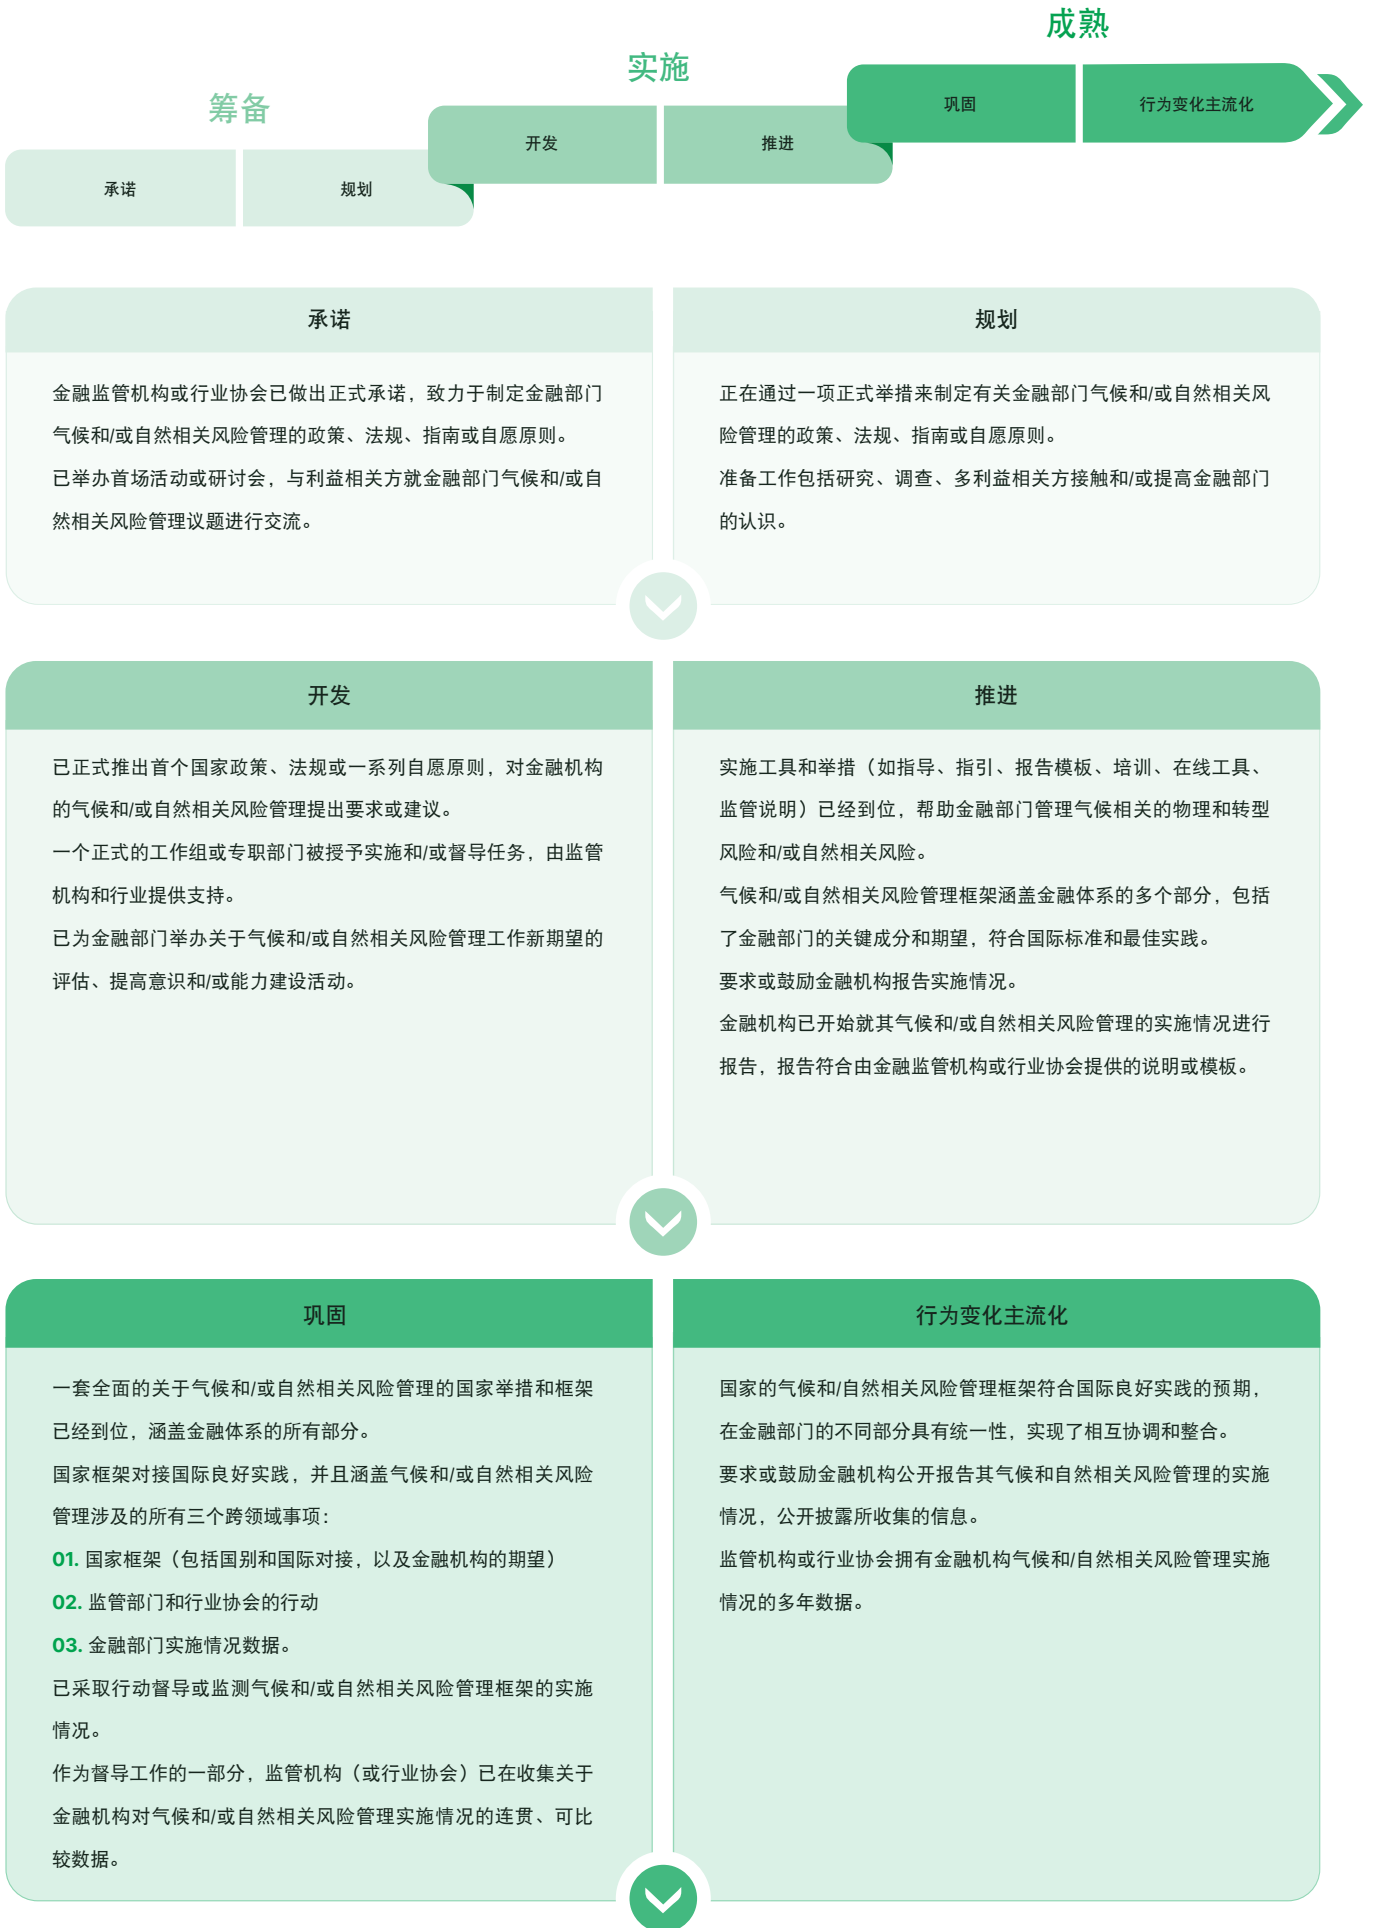 成熟
实施
筹备
巩固
行为变化主流化
开发
推进
承诺
规划
承诺
金融监管机构或行业协会已做出正式承诺，致力于制定金融部门
气候和/或自然相关风险管理的政策、法规、指南或自愿原则。
已举办首场活动或研讨会，与利益相关方就金融部门气候和/或自
然相关风险管理议题进行交流。
规划
正在通过一项正式举措来制定有关金融部门气候和/或自然相关风
险管理的政策、法规、指南或自愿原则。
准备工作包括研究、调查、多利益相关方接触和/或提高金融部门
的认识。
开发
已正式推出首个国家政策、法规或一系列自愿原则，对金融机构
的气候和/或自然相关风险管理提出要求或建议。
一个正式的工作组或专职部门被授予实施和/或督导任务，由监管
机构和行业提供支持。
已为金融部门举办关于气候和/或自然相关风险管理工作新期望的
评估、提高意识和/或能力建设活动。
推进
实施工具和举措（如指导、指引、报告模板、培训、在线工具、
监管说明）已经到位，帮助金融部门管理气候相关的物理和转型
风险和/或自然相关风险。
气候和/或自然相关风险管理框架涵盖金融体系的多个部分，包括
了金融部门的关键成分和期望，符合国际标准和最佳实践。
要求或鼓励金融机构报告实施情况。
金融机构已开始就其气候和/或自然相关风险管理的实施情况进行
报告，报告符合由金融监管机构或行业协会提供的说明或模板。
巩固
一套全面的关于气候和/或自然相关风险管理的国家举措和框架
已经到位，涵盖金融体系的所有部分。
国家框架对接国际良好实践，并且涵盖气候和/或自然相关风险
管理涉及的所有三个跨领域事项：
01. 国家框架（包括国别和国际对接，以及金融机构的期望）
02. 监管部门和行业协会的行动
03. 金融部门实施情况数据。
已采取行动督导或监测气候和/或自然相关风险管理框架的实施
情况。
作为督导工作的一部分，监管机构（或行业协会）已在收集关于
金融机构对气候和/或自然相关风险管理实施情况的连贯、可比
较数据。
行为变化主流化
国家的气候和/自然相关风险管理框架符合国际良好实践的预期，
在金融部门的不同部分具有统一性，实现了相互协调和整合。
要求或鼓励金融机构公开报告其气候和自然相关风险管理的实施
情况，公开披露所收集的信息。
监管机构或行业协会拥有金融机构气候和/自然相关风险管理实施
情况的多年数据。